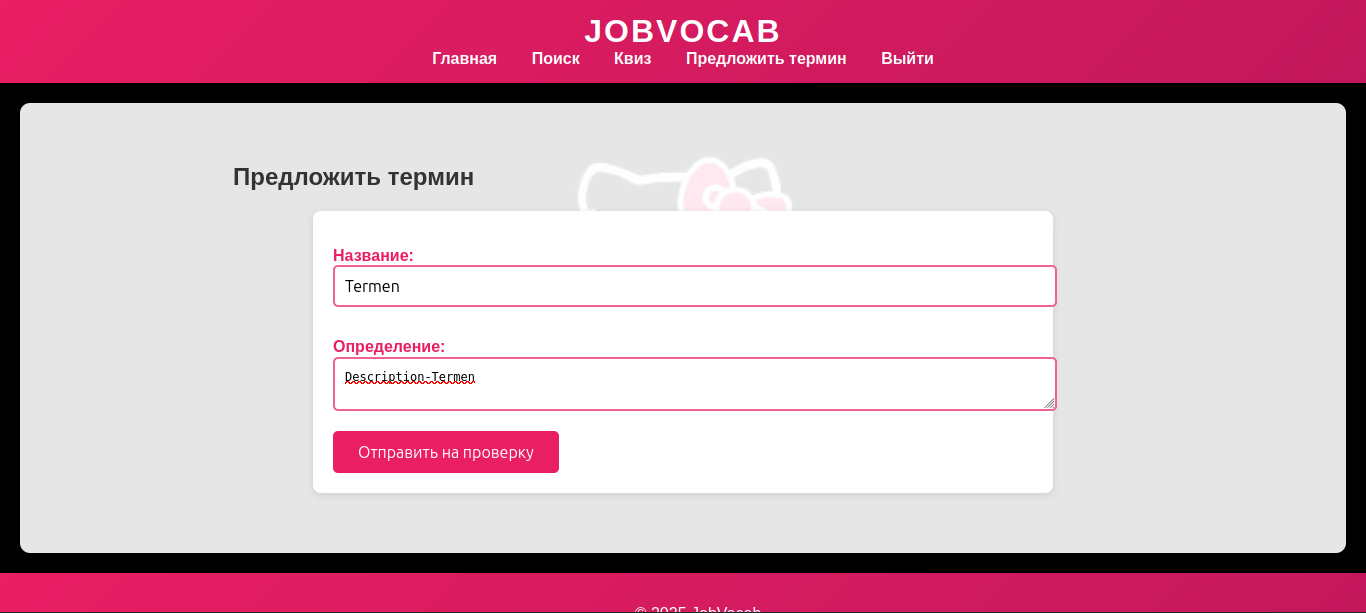 JOBVOCAB
Главная Поиск Квиз Предложить термин Выйти
Предложить термин
Название:
Termen
Определение:
Description-Termen
Отправить на проверку
© 2025 JobVocab